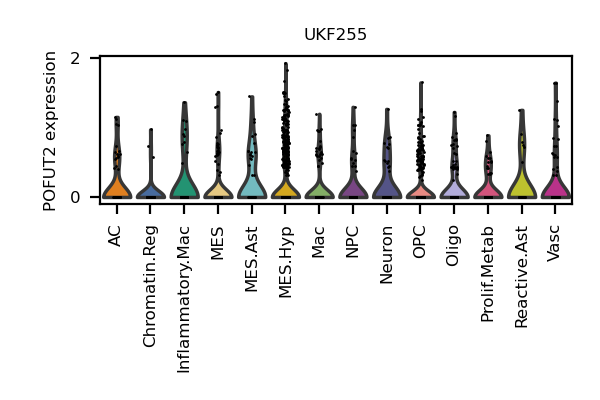 UKF255
POFUT2 expression
2
0
AC
Chromatin.Reg
Inflammatory.Mac
MES
MES.Ast
MES.Hyp
Mac
NPC
Neuron
OPC
Oligo
Prolif.Metab
Reactive.Ast
Vasc